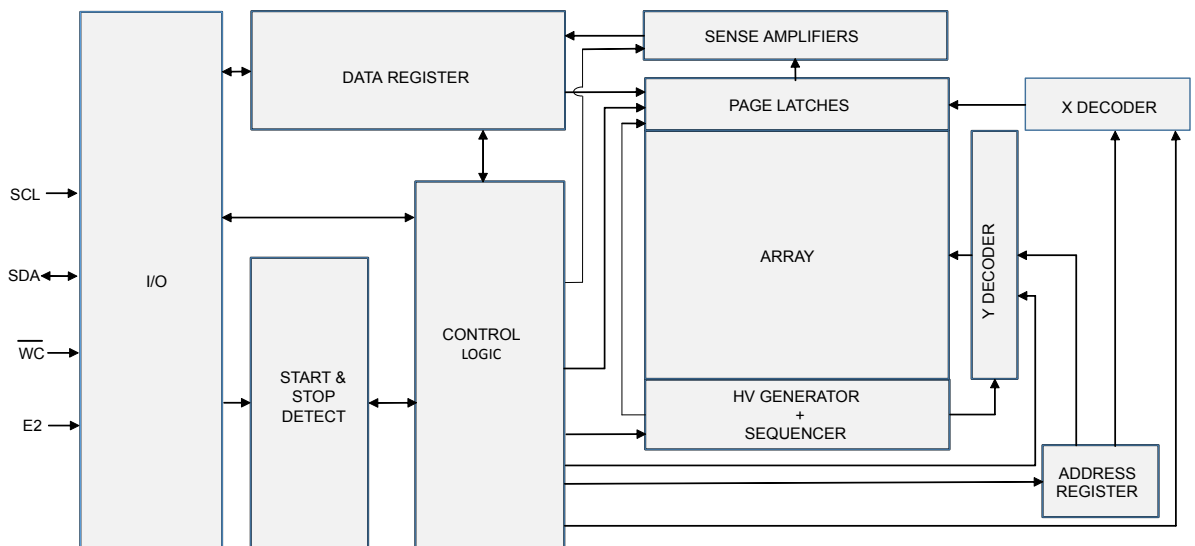 SENSE AMPLIFIERS
DATA REGISTER
PAGE LATCHES
X DECODER
SCL
SDA
I/O
ARRAY
Y DECODER
CONTROL
LOGIC
WC
START &
STOP
DETECT
HV GENERATOR
+
SEQUENCER
E2
ADDRESS
REGISTER